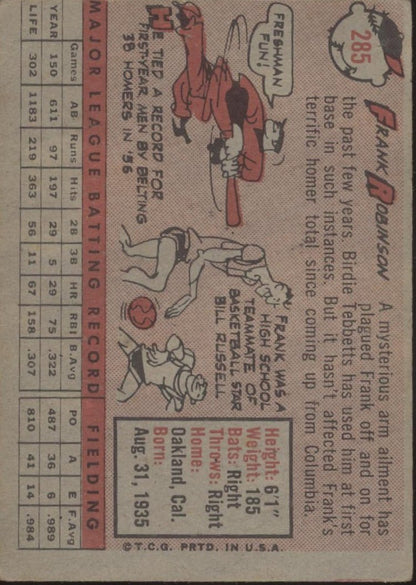 285
FRANK ROBINSON
A mysterious arm ailment has
plagued Frank off and on for
the past few years. Birdie Tebbetts has used him at first
base in such instances. But it hasn't affected Frank's
terrific homer total since coming up from Columbia.
FRESHMAN
FUN!
HE TIED A RECORD FOR
FIRST-YEAR MEN BY BELTING
38 HOMERS IN '56
FRANK WAS A
HIGH SCHOOL
TEAMMATE OF
BASKETBALL STAR
BILL RUSSELL
Height: 6'1"
Weight: 185
Bats: Right
Throws: Right
Home:
Oakland, Cal.
Born:
Aug. 31, 1935
MAJOR LEAGUE BATTING RECORD FIELDING
Games AB Runs Hits 2B 3B HR RBI B.Avg PO A E F.Avg
YEAR 150 611 97 197 29 5 29 75 .322 487 36 6 .989
LIFE 302 1183 219 363 56 11 67 158 .307 810 41 14 .984
© T.C.G. PRTD. IN U.S.A.